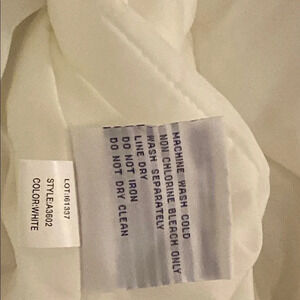 LOT:I61337
STYLE:A3602
COLOR:WHITE
MACHINE WASH COLD
NON CHLORINE BLEACH ONLY
WASH SEPARATELY
LINE DRY
DO NOT IRON
DO NOT DRY CLEAN